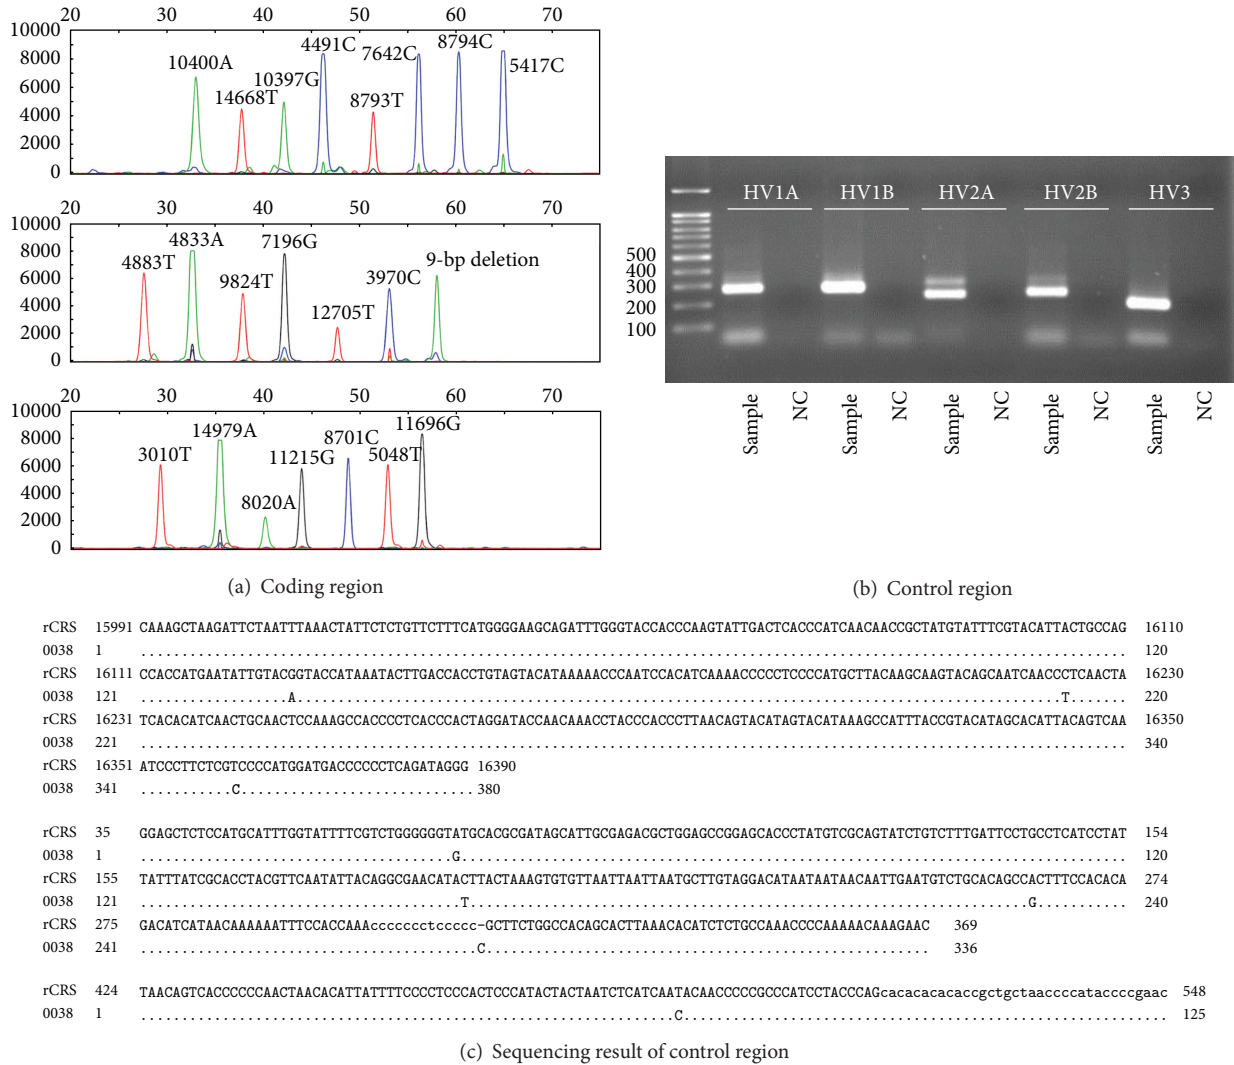 20 30 40 50 60 70
10000
8000
6000
4000
2000
0
10400A
14668T
10397G
4491C
8793T
7642C
8794C
5417C
20 30 40 50 60 70
10000
8000
6000
4000
2000
0
4883T
4833A
9824T
7196G
12705T
3970C
9-bp deletion
20 30 40 50 60 70
10000
8000
6000
4000
2000
0
3010T
14979A
8020A
11215G
8701C
5048T
11696G
(a) Coding region
HV1A HV1B HV2A HV2B HV3
500
400
300
200
100
Sample NC Sample NC Sample NC Sample NC Sample NC
(b) Control region
rCRS 15991 CAAAGCTAAGATTCTAATTTAAACTATTCTCTGTTCTTTCATGGGGAAGCAGATTTGGGTACCACCCAAGTATTGACTCACCCATCAACAACCGCTATGTATTTCGTACATTACTGCCAG 16110
0038 1 ........................................................................................................................ 120
rCRS 16111 CCACCATGAATATTGTACGGTACCATAAATACTTGACCACCTGTAGTACATAAAAACCCAATCCACATCAAAACCCCCTCCCCATGCTTACAAGCAAGTACAGCAATCAACCCTCAACTA 16230
0038 121 ..................A.............................................................................................T....... 220
rCRS 16231 TCACACATCAACTGCAACTCCAAAGCCACCCCTCACCCACTAGGATACCAACAAACCTACCCACCCTTAACAGTACATAGTACATAAAGCCATTTACCGTACATAGCACATTACAGTCAA 16350
0038 221 ........................................................................................................................ 340
rCRS 16351 ATCCCTTCTCGTCCCCATGGATGACCCCCCTCAGATAGGG 16390
0038 341 ...........C............................ 380
rCRS 35 GGAGCTCTCCATGCATTTGGTATTTTCGTCTGGGGGGTATGCACGCGATAGCATTGCGAGACGCTGGAGCCGGAGCACCCTATGTCGCAGTATCTGTCTTTGATTCCTGCCTCATCCTAT 154
0038 1 ......................................G................................................................................. 120
rCRS 155 TATTTATCGCACCTACGTTCAATATTACAGGCGAACATACTTACTAAAGTGTGTTAATTAATTAATGCTTGTAGGACATAATAATAACAATTGAATGTCTGCACAGCCACTTTCCACACA 274
0038 121 .......................................T....................................................................G........... 240
rCRS 275 GACATCATAACAAAAAATTTCCACCAAAcccccccctccccc-GCTTCTGGCCACAGCACTTAAACACATCTCTGCCAAACCCCAAAAACAAAGAAC 369
0038 241 .........................................C...................................................... 336
rCRS 424 TAACAGTCACCCCCCAACTAACACATTATTTTCCCCTCCCACTCCCATACTACTAATCTCATCAATACAACCCCCGCCCATCCTACCCAGcacacacacaccgctgctaaccccataccccgaac 548
0038 1 .................................................................C........................................................... 125
(c) Sequencing result of control region